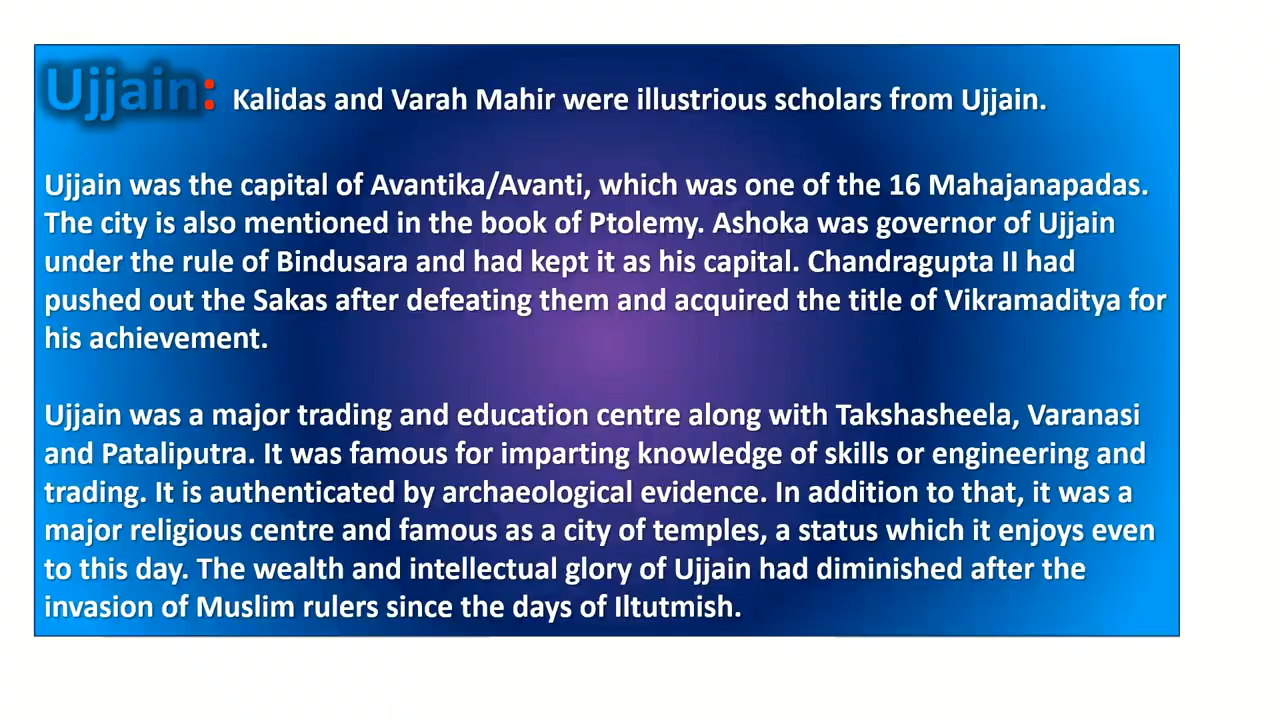 Ujjain: Kalidas and Varah Mahir were illustrious scholars from Ujjain.
Ujjain was the capital of Avantika/Avanti, which was one of the 16 Mahajanapadas.
The city is also mentioned in the book of Ptolemy. Ashoka was governor of Ujjain
under the rule of Bindusara and had kept it as his capital. Chandragupta II had
pushed out the Sakas after defeating them and acquired the title of Vikramaditya for
his achievement.
Ujjain was a major trading and education centre along with Takshasheela, Varanasi
and Pataliputra. It was famous for imparting knowledge of skills or engineering and
trading. It is authenticated by archaeological evidence. In addition to that, it was a
major religious centre and famous as a city of temples, a status which it enjoys even
to this day. The wealth and intellectual glory of Ujjain had diminished after the
invasion of Muslim rulers since the days of Iltutmish.